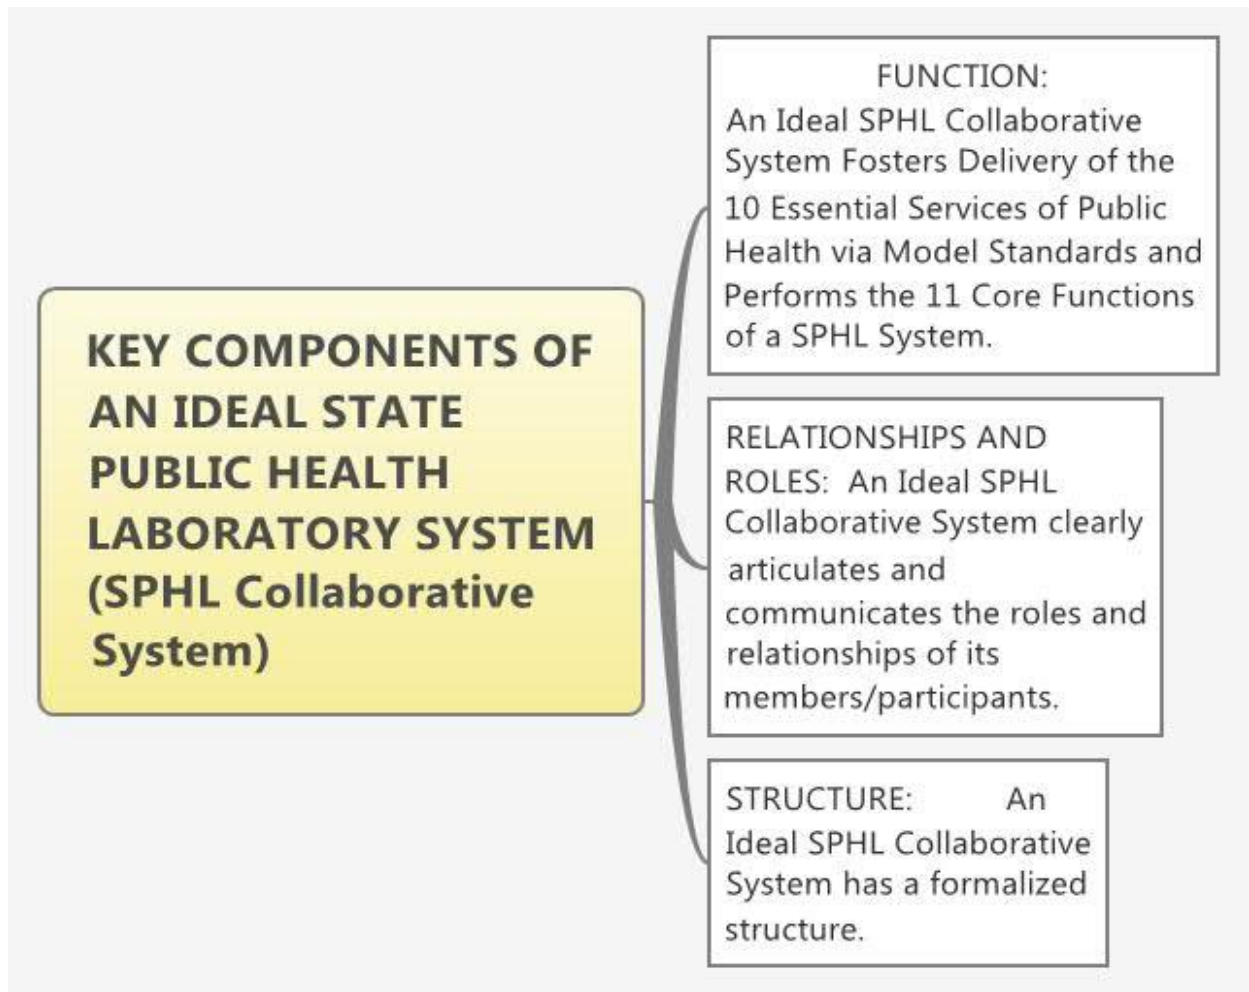 KEY COMPONENTS OF
AN IDEAL STATE
PUBLIC HEALTH
LABORATORY SYSTEM
(SPHL Collaborative
System)
FUNCTION:
An Ideal SPHL Collaborative
System Fosters Delivery of the
10 Essential Services of Public
Health via Model Standards and
Performs the 11 Core Functions
of a SPHL System.
RELATIONSHIPS AND
ROLES: An Ideal SPHL
Collaborative System clearly
articulates and
communicates the roles and
relationships of its
members/participants.
STRUCTURE: An
Ideal SPHL Collaborative
System has a formalized
structure.